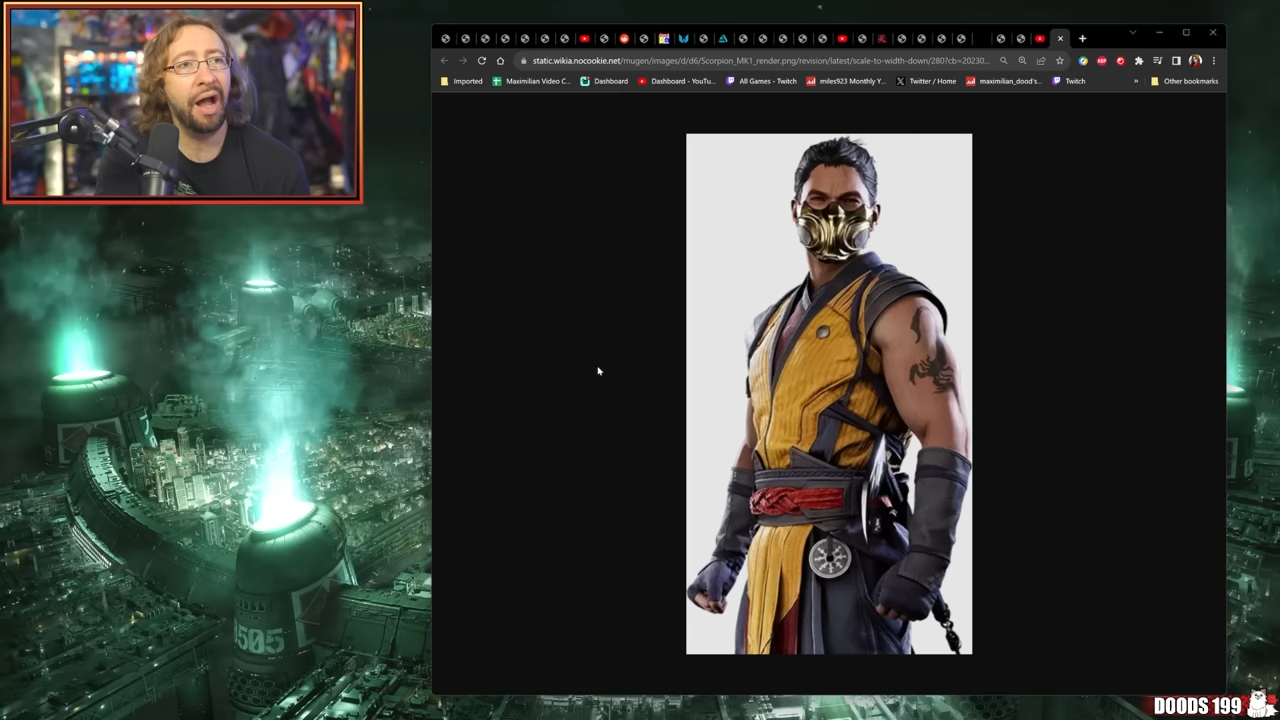 static.wikia.nocookie.net/mugen/images/d/d6/Scorpion_MK1_render.png/revision/latest/scale-to-width-down/280?cb=20230...
Imported
Maximilian Video C...
Dashboard
Dashboard - YouTu...
All Games - Twitch
miles923 Monthly Y...
Twitter / Home
maximilian_dood's...
Twitch
»
Other bookmarks
DOODS 199